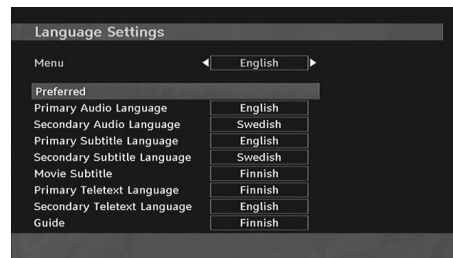 Language Settings
Menu English
Preferred
Primary Audio Language English
Secondary Audio Language Swedish
Primary Subtitle Language English
Secondary Subtitle Language Swedish
Movie Subtitle Finnish
Primary Teletext Language Finnish
Secondary Teletext Language English
Guide Finnish